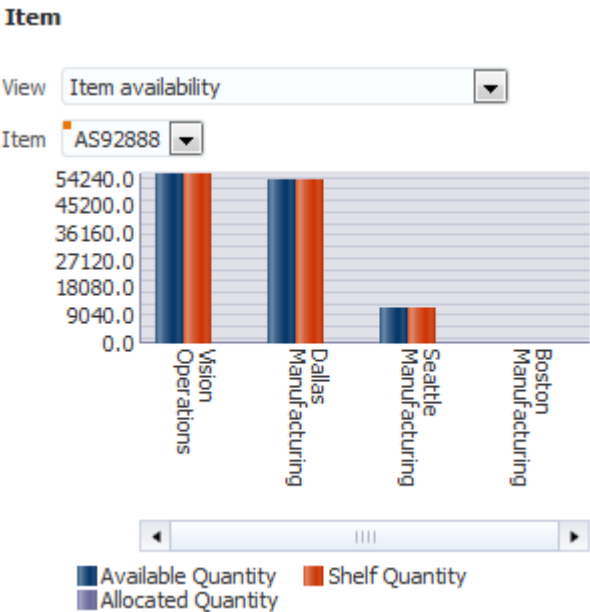 Item
View Item availability
Item AS92888
54240.0
45200.0
36160.0
27120.0
18080.0
9040.0
0.0
Vision
Operations
Dallas
Manufacturing
Seattle
Manufacturing
Boston
Manufacturing
Available Quantity Shelf Quantity
Allocated Quantity